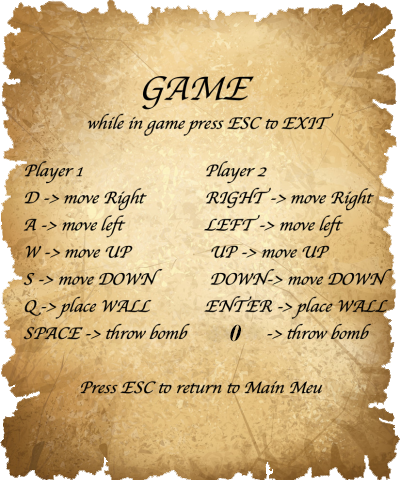 GAME
while in game press ESC to EXIT
Player 1
D -> move Right
A -> move left
W -> move UP
S -> move DOWN
Q -> place WALL
SPACE -> throw bomb
Player 2
RIGHT -> move Right
LEFT -> move left
UP -> move UP
DOWN-> move DOWN
ENTER -> place WALL
0 -> throw bomb
Press ESC to return to Main Meu